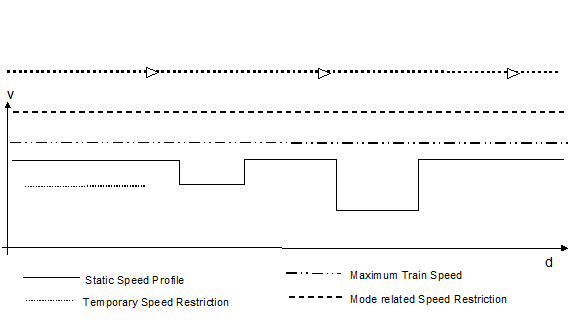 v
d
Static Speed Profile
Maximum Train Speed
Temporary Speed Restriction
Mode related Speed Restriction